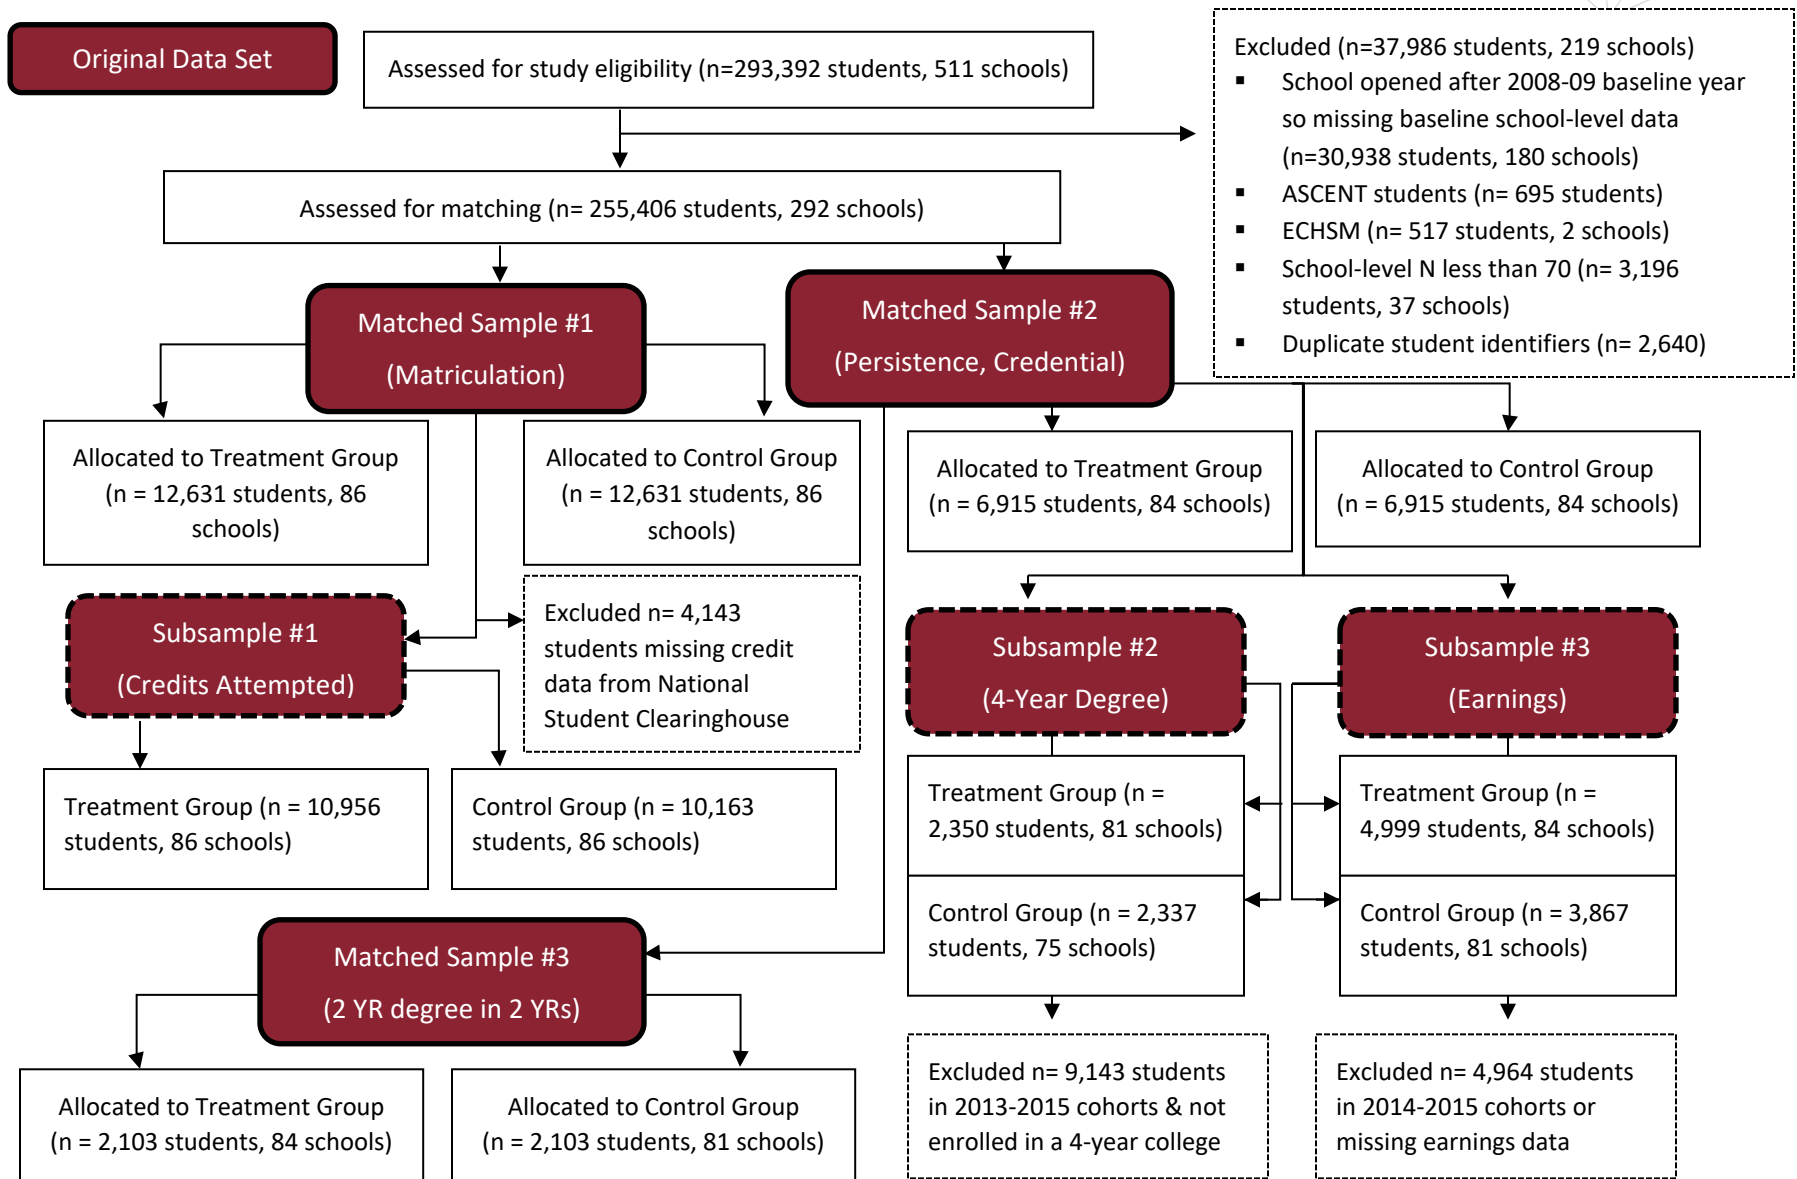 Original Data Set
Assessed for study eligibility (n=293,392 students, 511 schools)
Excluded (n=37,986 students, 219 schools)
▪ School opened after 2008-09 baseline year
so missing baseline school-level data
(n=30,938 students, 180 schools)
▪ ASCENT students (n= 695 students)
▪ ECHSM (n= 517 students, 2 schools)
▪ School-level N less than 70 (n= 3,196
students, 37 schools)
▪ Duplicate student identifiers (n= 2,640)
Assessed for matching (n= 255,406 students, 292 schools)
Matched Sample #1
(Matriculation)
Matched Sample #2
(Persistence, Credential)
Allocated to Treatment Group
(n = 12,631 students, 86
schools)
Allocated to Control Group
(n = 12,631 students, 86
schools)
Allocated to Treatment Group
(n = 6,915 students, 84 schools)
Allocated to Control Group
(n = 6,915 students, 84 schools)
Subsample #1
(Credits Attempted)
Excluded n= 4,143
students missing credit
data from National
Student Clearinghouse
Subsample #2
(4-Year Degree)
Subsample #3
(Earnings)
Treatment Group (n = 10,956
students, 86 schools)
Control Group (n = 10,163
students, 86 schools)
Treatment Group (n =
2,350 students, 81 schools)
Treatment Group (n =
4,999 students, 84 schools)
Control Group (n = 2,337
students, 75 schools)
Control Group (n = 3,867
students, 81 schools)
Matched Sample #3
(2 YR degree in 2 YRs)
Allocated to Treatment Group
(n = 2,103 students, 84 schools)
Allocated to Control Group
(n = 2,103 students, 81 schools)
Excluded n= 9,143 students
in 2013-2015 cohorts & not
enrolled in a 4-year college
Excluded n= 4,964 students
in 2014-2015 cohorts or
missing earnings data